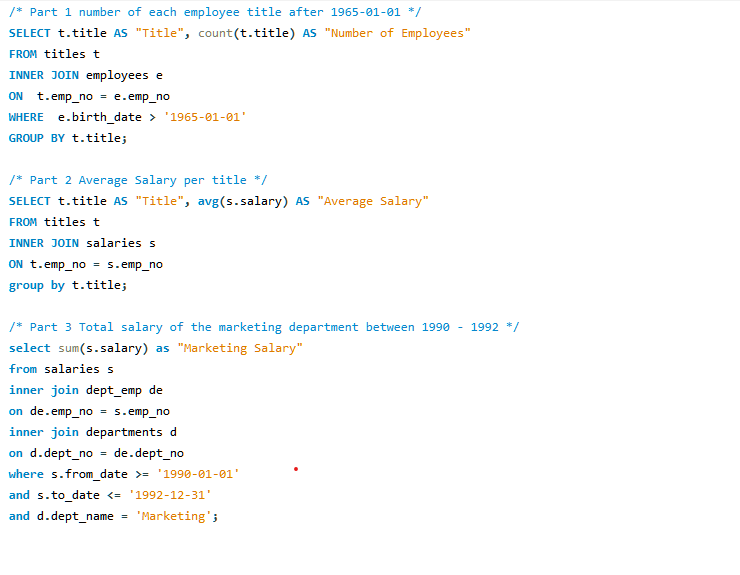 /* Part 1 number of each employee title after 1965-01-01 */
SELECT t.title AS "Title", count(t.title) AS "Number of Employees"
FROM titles t
INNER JOIN employees e
ON  t.emp_no = e.emp_no
WHERE  e.birth_date > '1965-01-01'
GROUP BY t.title;

/* Part 2 Average Salary per title */
SELECT t.title AS "Title", avg(s.salary) AS "Average Salary"
FROM titles t
INNER JOIN salaries s
ON t.emp_no = s.emp_no
group by t.title;

/* Part 3 Total salary of the marketing department between 1990 - 1992 */
select sum(s.salary) as "Marketing Salary"
from salaries s
inner join dept_emp de
on de.emp_no = s.emp_no
inner join departments d
on d.dept_no = de.dept_no
where s.from_date >= '1990-01-01'
and s.to_date <= '1992-12-31'
and d.dept_name = 'Marketing';